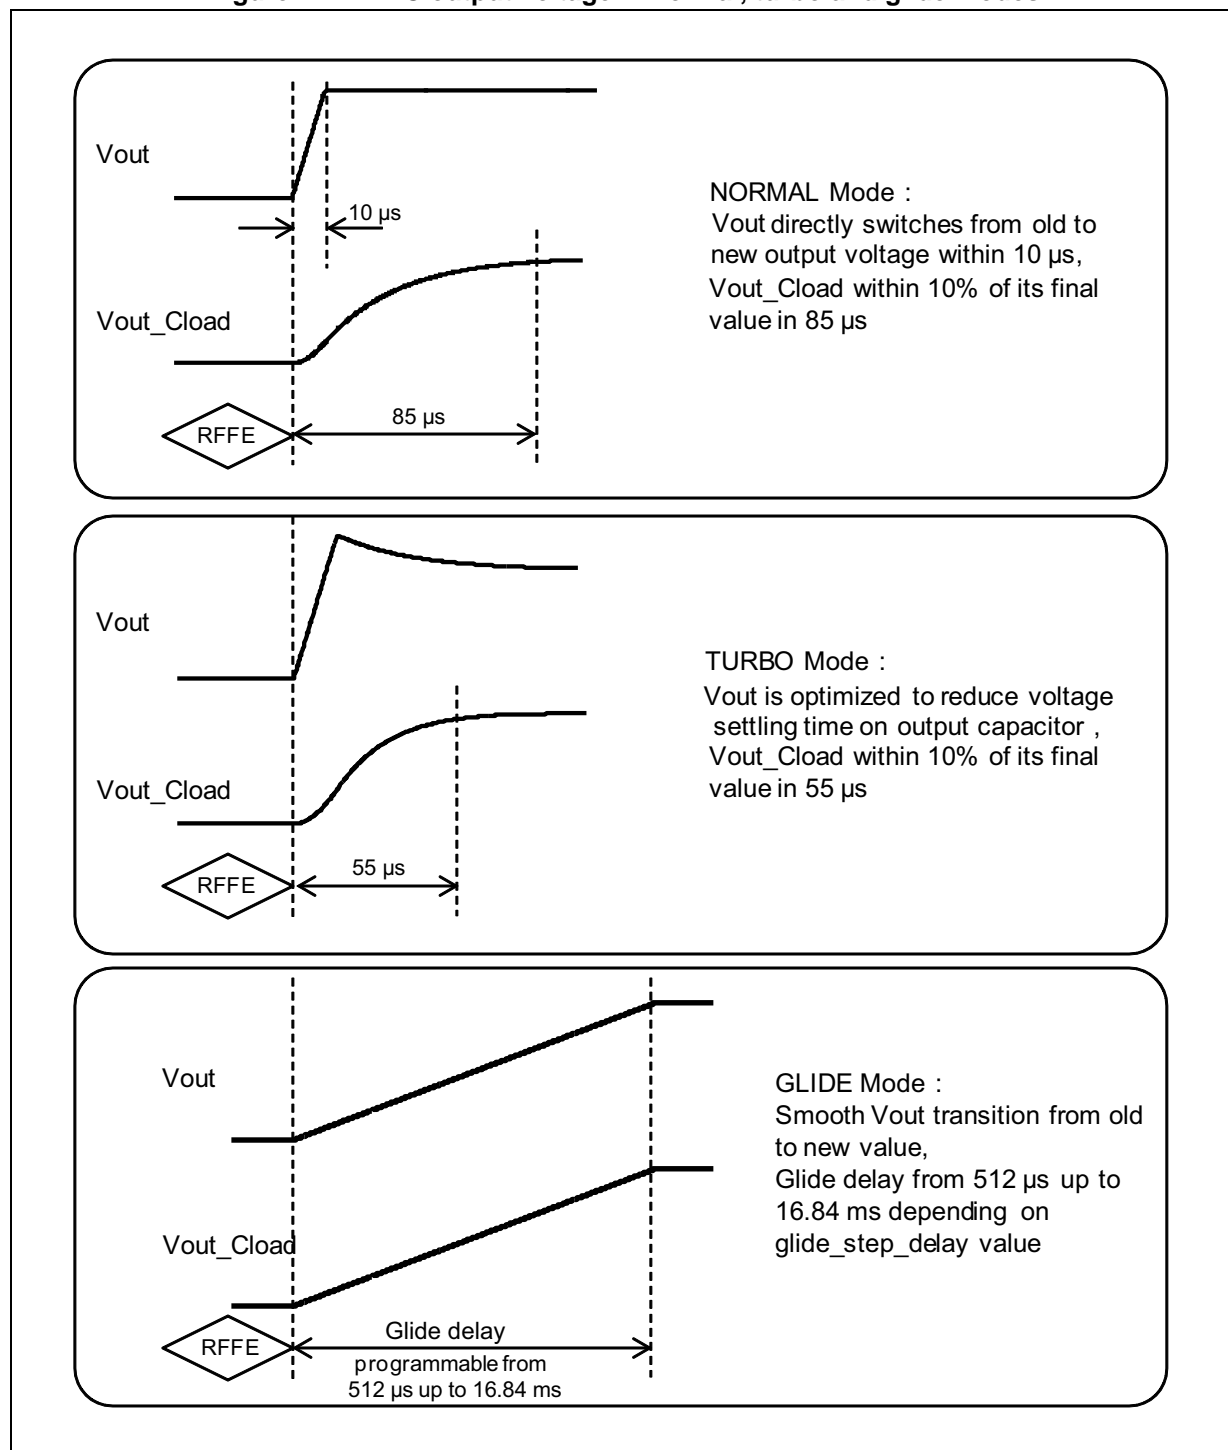 output voltage
Vout
10 µs
NORMAL Mode :
Vout directly switches from old to
new output voltage within 10 µs,
Vout_Cload within 10% of its final
value in 85 µs
Vout_Cload
RFFE
85 µs
Vout
TURBO Mode :
Vout is optimized to reduce voltage
settling time on output capacitor ,
Vout_Cload within 10% of its final
value in 55 µs
Vout_Cload
RFFE
55 µs
Vout
GLIDE Mode :
Smooth Vout transition from old
to new value,
Glide delay from 512 µs up to
16.84 ms depending on
glide_step_delay value
Vout_Cload
RFFE
Glide delay
programmable from
512 µs up to 16.84 ms